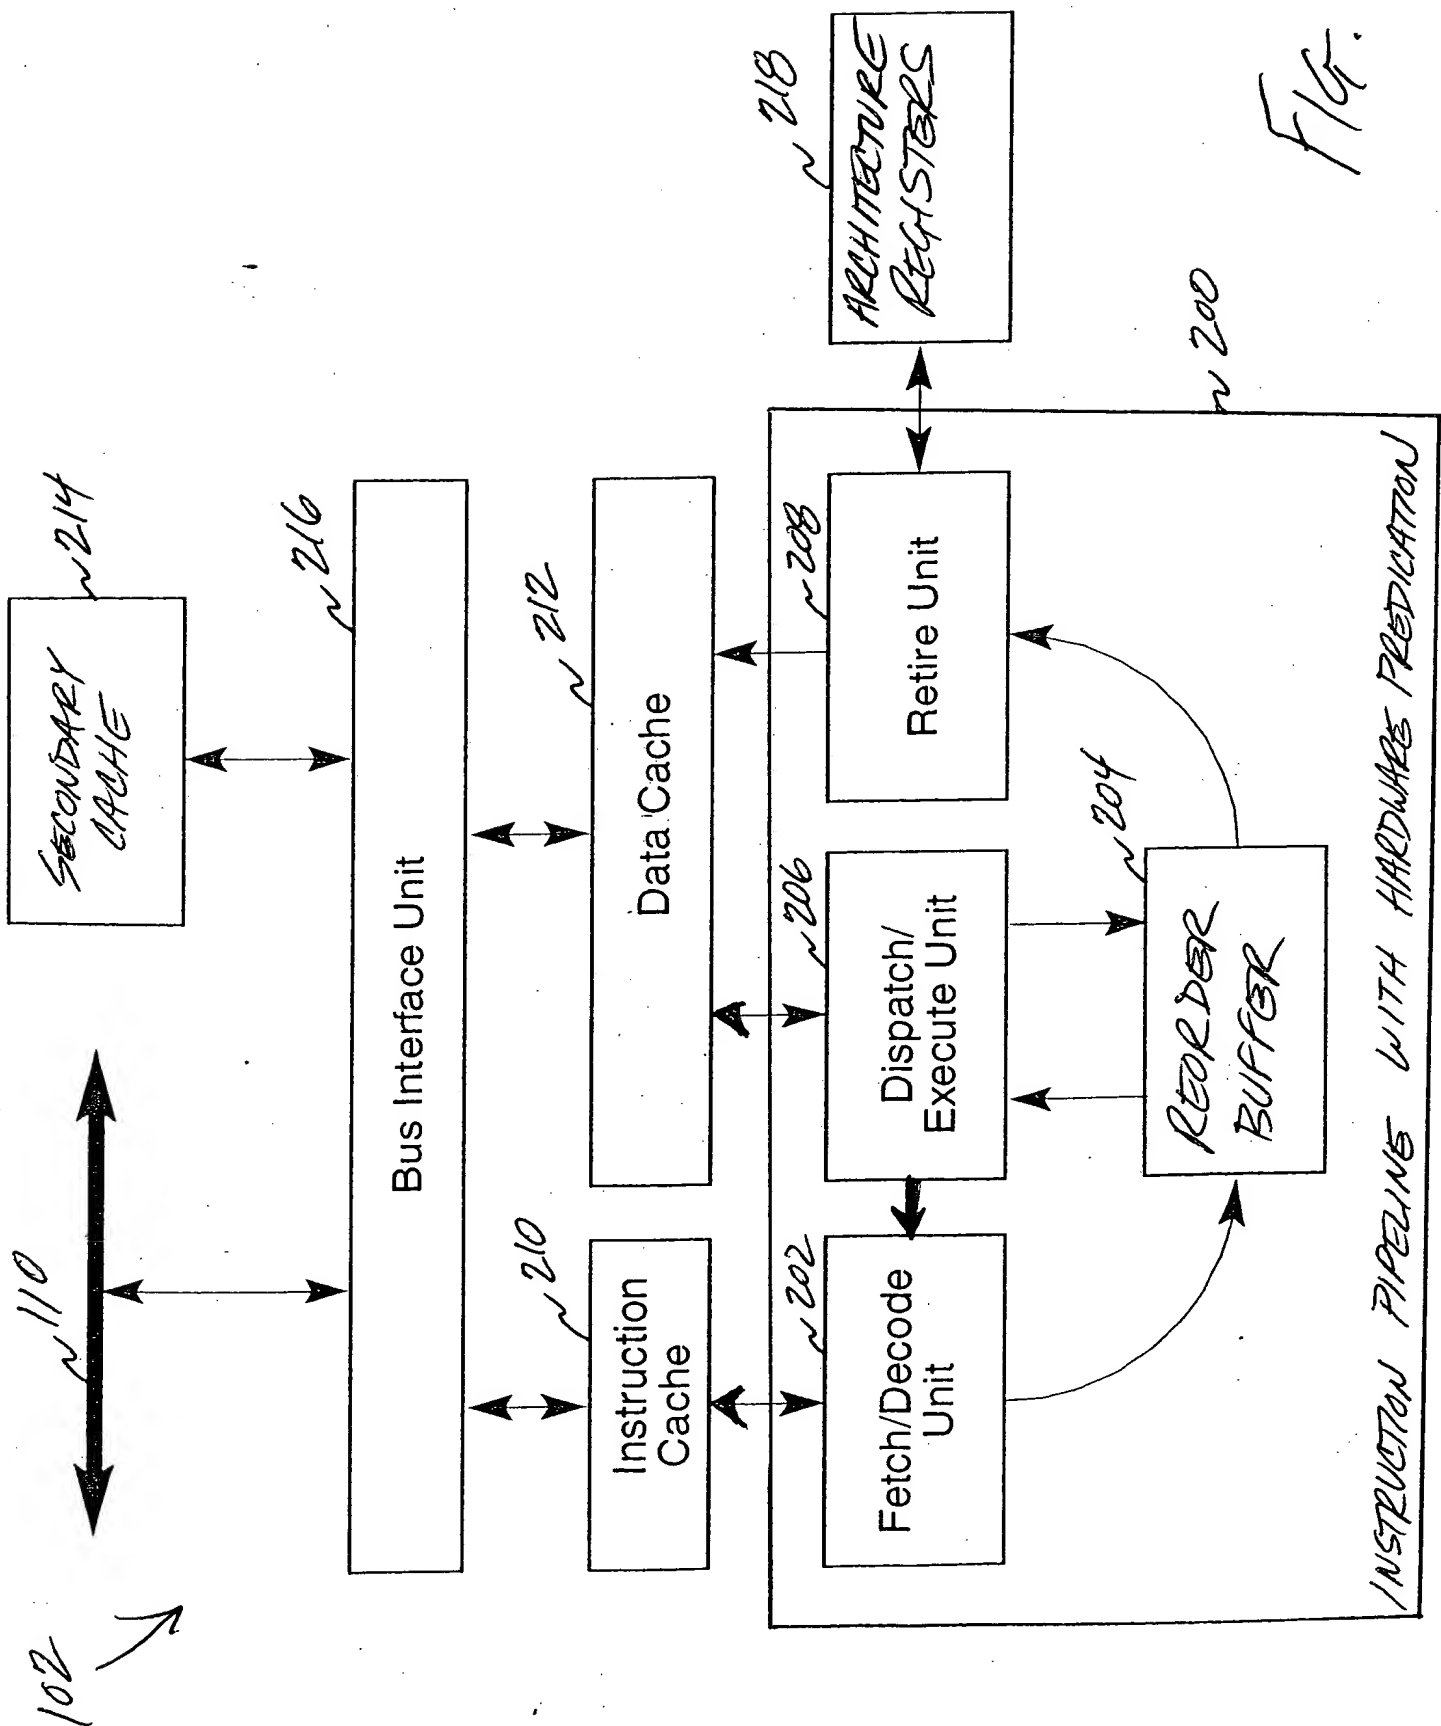 102
110
SECONDARY
CACHE
214
Bus Interface Unit
216
Instruction
Cache
210
Data Cache
212
Fetch/Decode
Unit
202
Dispatch/
Execute Unit
206
Retire Unit
208
ARCHITECTURE
REGISTERS
218
REORDER
BUFFER
204
200
INSTRUCTION PIPELINE WITH HARDWARE PREDICATION
FIG.